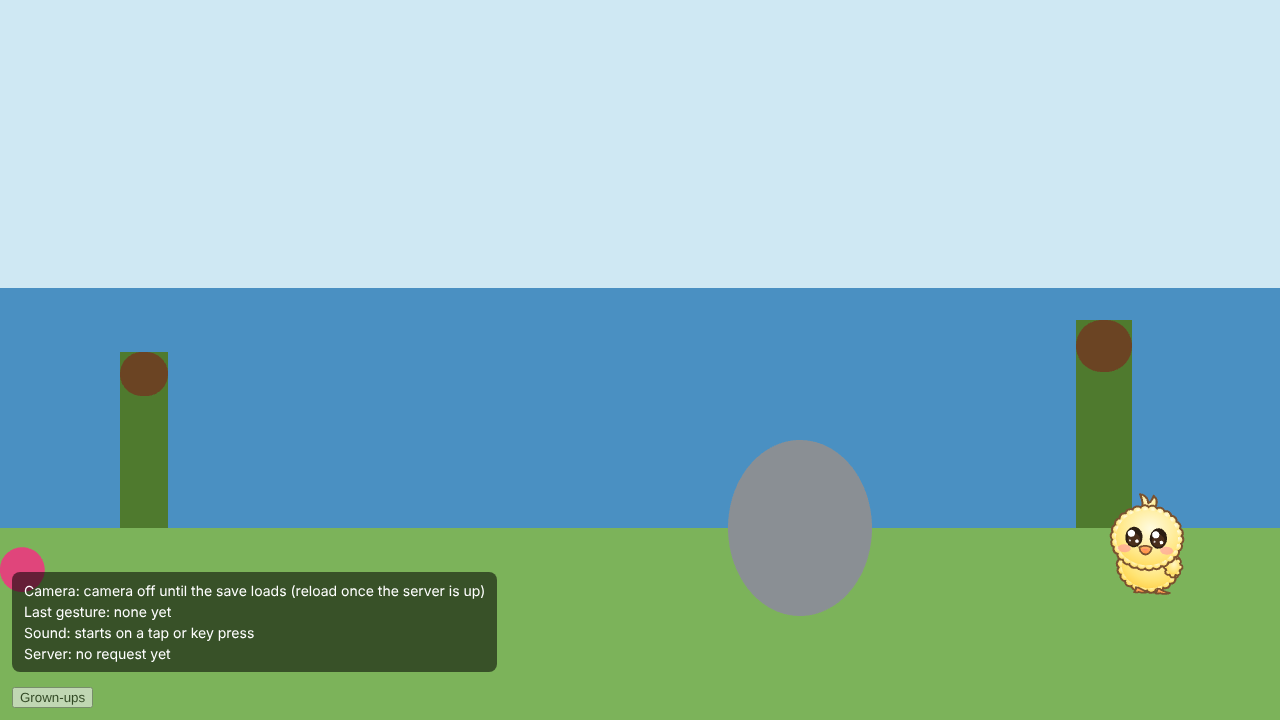 Camera: camera off until the save loads (reload once the server is up)
Last gesture: none yet
Sound: starts on a tap or key press
Server: no request yet
Grown-ups